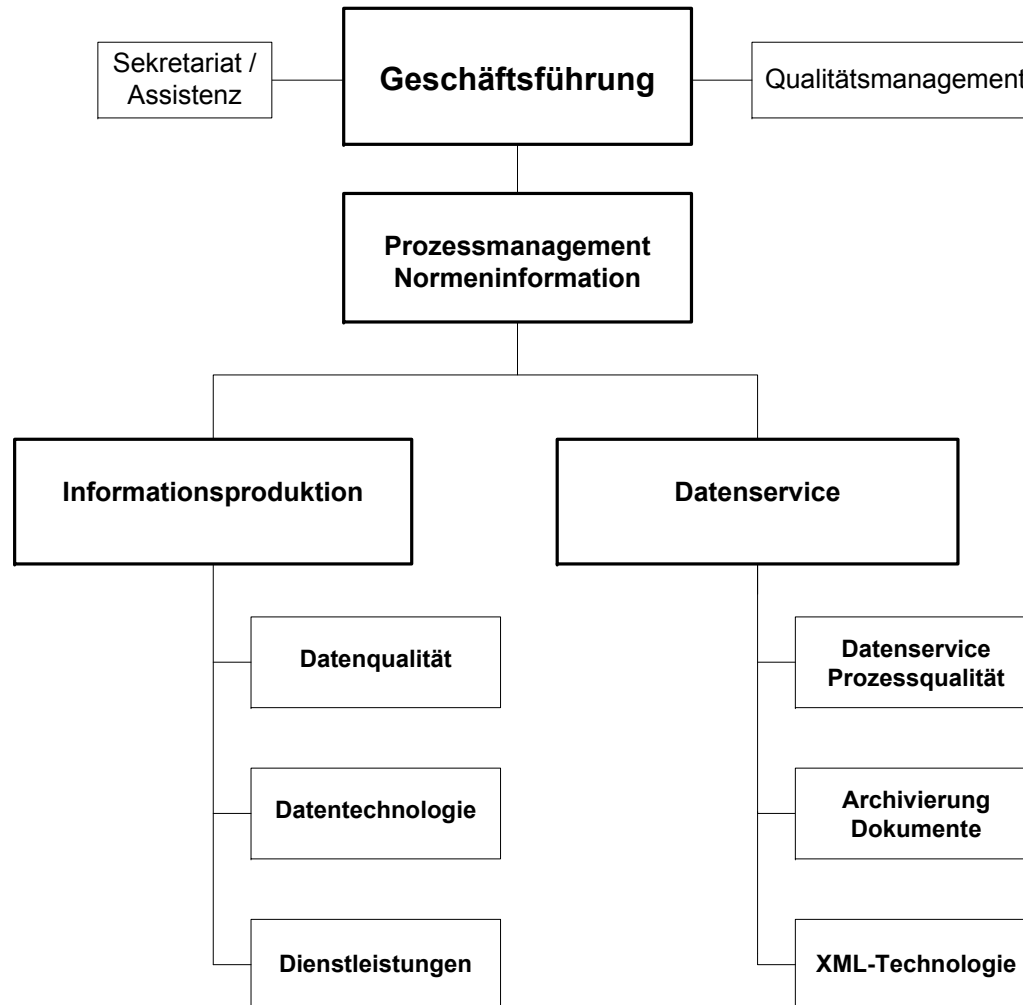 Sekretariat /
Assistenz
Geschäftsführung
Qualitätsmanagement
Prozessmanagement
Normeninformation
Informationsproduktion
Datenservice
Datenqualität
Datenservice
Prozessqualität
Datentechnologie
Archivierung
Dokumente
Dienstleistungen
XML-Technologie